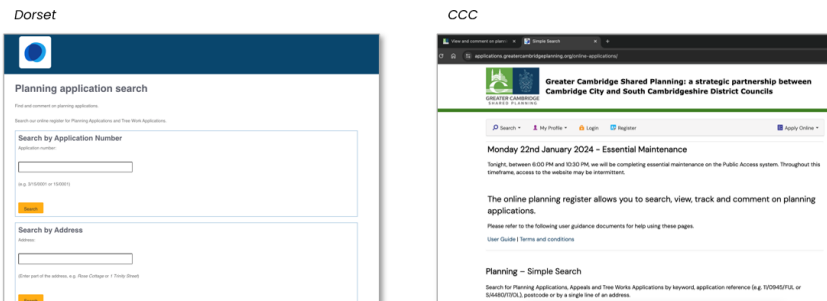 Dorset
Planning application search
Find and comment on planning applications.
Search our online register for Planning Applications and Tree Work Applications.
Search by Application Number
Application number:
Search
Search by Address
Address:
(Enter part of the address, e.g. Rose Cottage or 1 Trinity Street)
Search
CCC
View and comment on plann
Simple Search
applications.greatercambridgeplanning.org/online-applications/
GREATER CAMBRIDGE
SHARED PLANNING
Greater Cambridge Shared Planning: a strategic partnership between
Cambridge City and South Cambridgeshire District Councils
Search
My Profile
Login
Register
Apply Online
Monday 22nd January 2024 - Essential Maintenance
Tonight, between 6:00 PM and 10:30 PM, we will be completing essential maintenance on the Public Access system. Throughout this
timeframe, access to the website may be intermittent.
The online planning register allows you to search, view, track and comment on planning
applications.
Please refer to the following user guidance documents for help using these pages.
User Guide | Terms and conditions
Planning – Simple Search
Search for Planning Applications, Appeals and Tree Works Applications by keyword, application reference (e.g. 11/0945/FUL or
S/4480/17/OL), postcode or by a single line of an address.